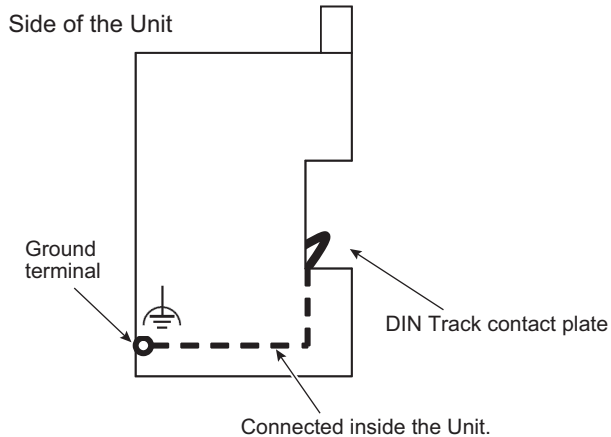 Side of the Unit
Ground
terminal
DIN Track contact plate
Connected inside the Unit.